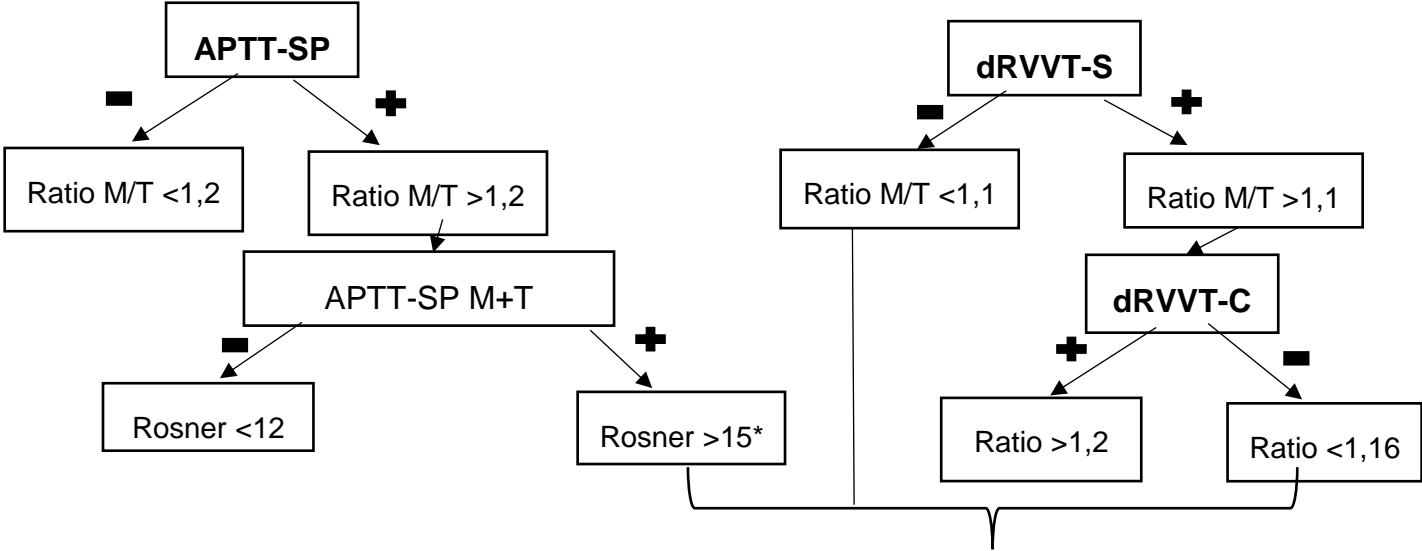 APTT-SP
Ratio M/T <1,2
Ratio M/T >1,2
APTT-SP M+T
Rosner <12
Rosner >15*
dRVVT-S
Ratio M/T <1,1
Ratio M/T >1,1
dRVVT-C
Ratio >1,2
Ratio <1,16